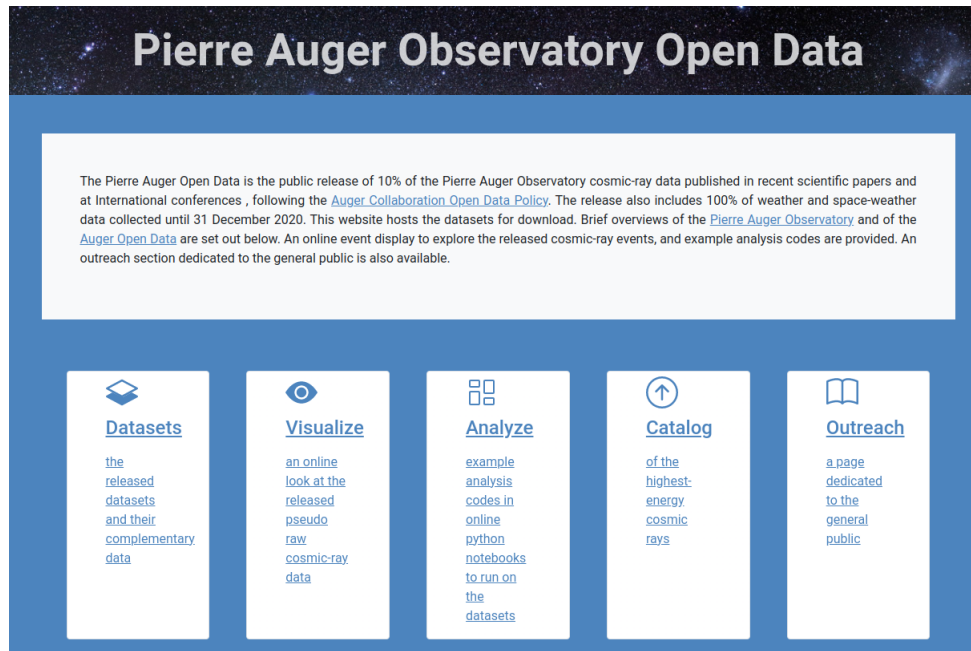 Pierre Auger Observatory Open Data
The Pierre Auger Open Data is the public release of 10% of the Pierre Auger Observatory cosmic-ray data published in recent scientific papers and
at International conferences , following the Auger Collaboration Open Data Policy. The release also includes 100% of weather and space-weather
data collected until 31 December 2020. This website hosts the datasets for download. Brief overviews of the Pierre Auger Observatory and of the
Auger Open Data are set out below. An online event display to explore the released cosmic-ray events, and example analysis codes are provided. An
outreach section dedicated to the general public is also available.
Datasets
the
released
datasets
and their
complementary
data
Visualize
an online
look at the
released
pseudo
raw
cosmic-ray
data
Analyze
example
analysis
codes in
online
python
notebooks
to run on
the
datasets
Catalog
of the
highest-
energy
cosmic
rays
Outreach
a page
dedicated
to the
general
public